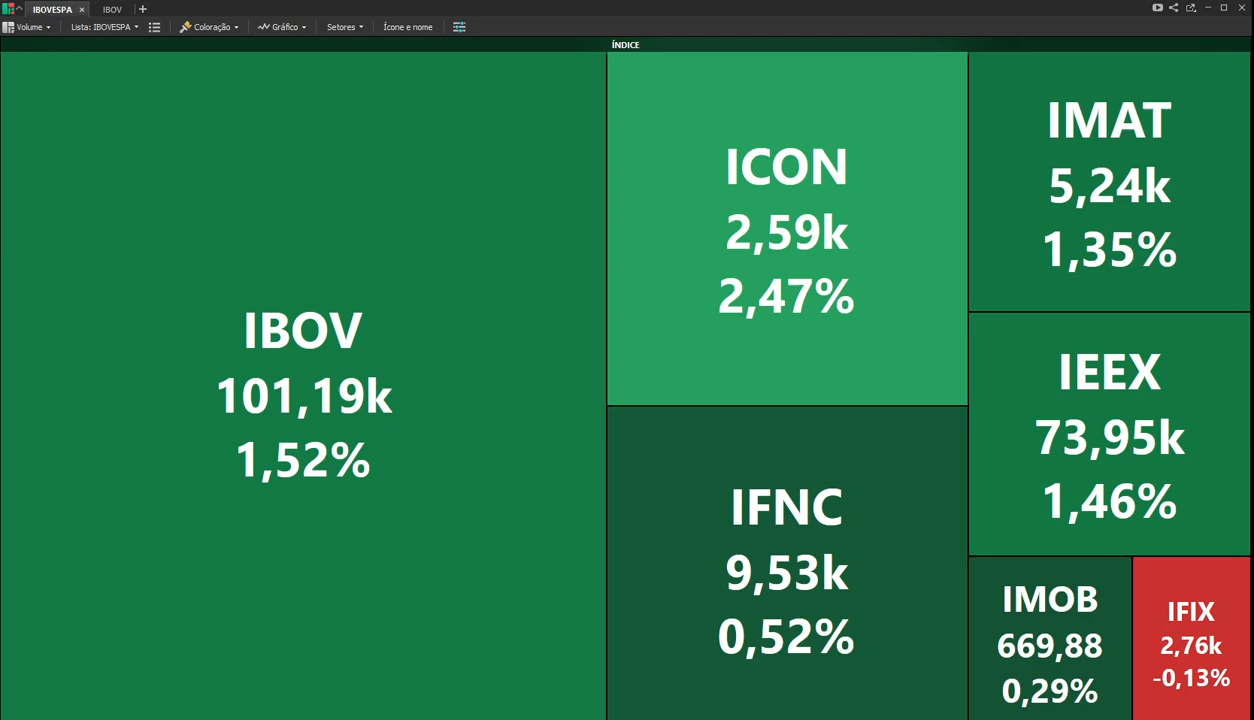 IBOVESPA
IBOV
Volume
Lista: IBOVESPA
Coloração
Gráfico
Setores
Ícone e nome
ÍNDICE
IBOV
101,19k
1,52%
ICON
2,59k
2,47%
IFNC
9,53k
0,52%
IMAT
5,24k
1,35%
IEEX
73,95k
1,46%
IMOB
669,88
0,29%
IFIX
2,76k
-0,13%